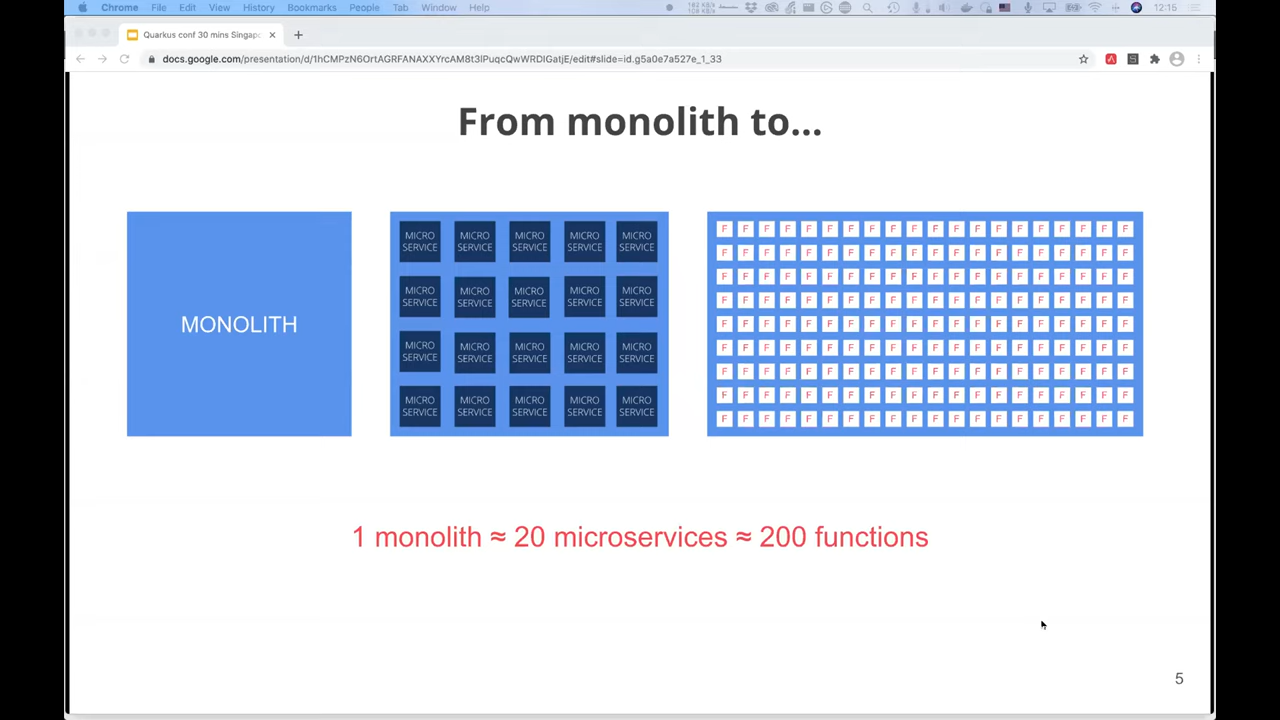 Chrome File Edit View History Bookmarks People Tab Window Help
12:15
Quarkus conf 30 mins Singap
docs.google.com/presentation/d/1hCMPzN6OrtAGRFANAXYrcAM8t3lPuqcQwWRDIGatjE/edit#slide=id.g5a0e7a527e_1_33
From monolith to...
MONOLITH
MICRO MICRO MICRO MICRO MICRO
SERVICE SERVICE SERVICE SERVICE SERVICE
MICRO MICRO MICRO MICRO MICRO
SERVICE SERVICE SERVICE SERVICE SERVICE
MICRO MICRO MICRO MICRO MICRO
SERVICE SERVICE SERVICE SERVICE SERVICE
MICRO MICRO MICRO MICRO MICRO
SERVICE SERVICE SERVICE SERVICE SERVICE
F F F F F F F F F F F F F F F F F F F F
F F F F F F F F F F F F F F F F F F F F
F F F F F F F F F F F F F F F F F F F F
F F F F F F F F F F F F F F F F F F F F
F F F F F F F F F F F F F F F F F F F F
F F F F F F F F F F F F F F F F F F F F
F F F F F F F F F F F F F F F F F F F F
F F F F F F F F F F F F F F F F F F F F
F F F F F F F F F F F F F F F F F F F F
1 monolith ≈ 20 microservices ≈ 200 functions
5